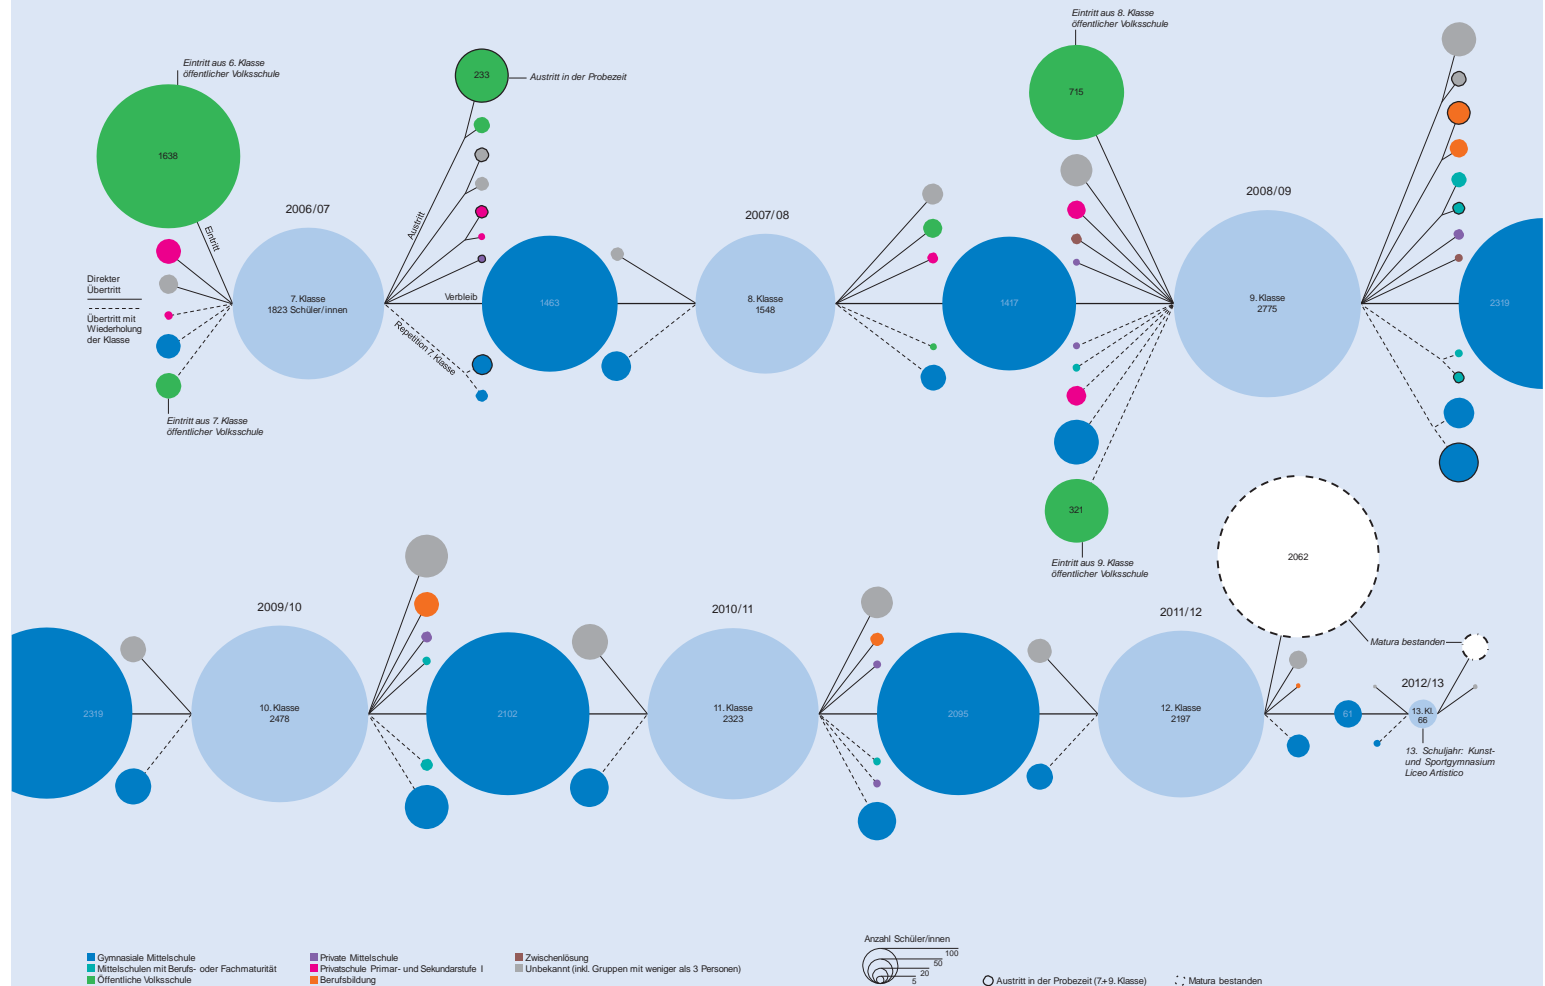 Eintritt aus 8. Klasse
öffentlicher Volksschule
Eintritt aus 6. Klasse
öffentlicher Volksschule
233
Austritt in der Probezeit
715
1638
2006/07
2007/08
2008/09
Eintritt
Austritt
Direkter
Übertritt
Übertritt mit
Wiederholung
der Klasse
7. Klasse
1823 Schüler/innen
Verbleib
Repetition 7. Klasse
1463
8. Klasse
1548
1417
9. Klasse
2775
2319
Eintritt aus 7. Klasse
öffentlicher Volksschule
321
Eintritt aus 9. Klasse
öffentlicher Volksschule
2062
2009/10
2010/11
2011/12
Matura bestanden
2012/13
2319
10. Klasse
2478
2102
11. Klasse
2323
2095
12. Klasse
2197
61
13. Kl.
66
13. Schuljahr: Kunst-
und Sportgymnasium
Liceo Artistico
Gymnasiale Mittelschule
Mittelschulen mit Berufs- oder Fachmaturität
Öffentliche Volksschule
Private Mittelschule
Privatschule Primar- und Sekundarstufe I
Berufsbildung
Zwischenlösung
Unbekannt (inkl. Gruppen mit weniger als 3 Personen)
Anzahl Schüler/innen
100
50
20
5
Austritt in der Probezeit (7.+9. Klasse)
Matura bestanden